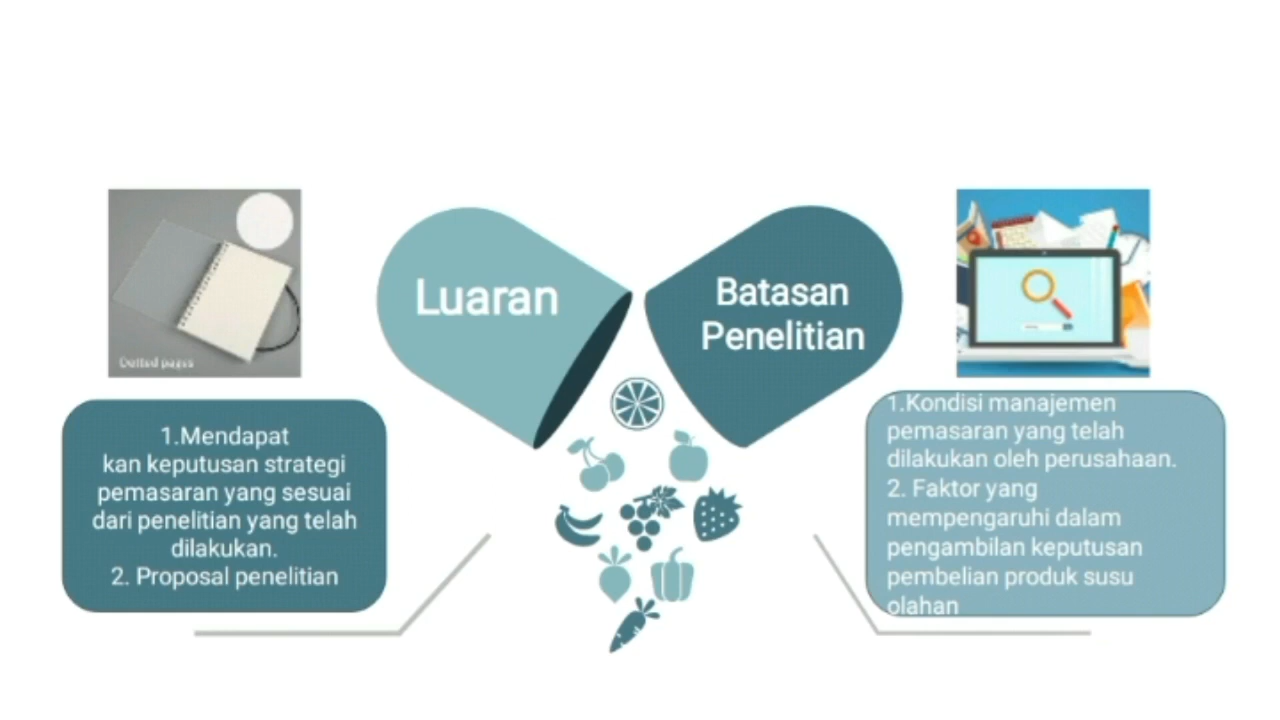 Luaran
Batasan
Penelitian
Dotted pages
1.Mendapat
kan keputusan strategi
pemasaran yang sesuai
dari penelitian yang telah
dilakukan.
2. Proposal penelitian
1.Kondisi manajemen
pemasaran yang telah
dilakukan oleh perusahaan.
2. Faktor yang
mempengaruhi dalam
pengambilan keputusan
pembelian produk susu
olahan